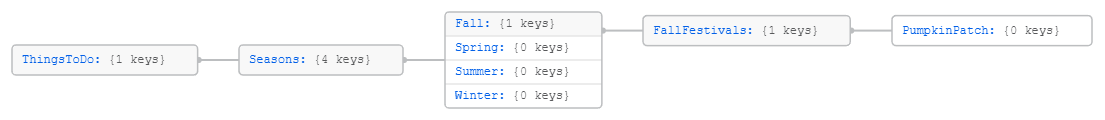 ThingsToDo: {1 keys}
Seasons: {4 keys}
Fall: {1 keys}
Spring: {0 keys}
Summer: {0 keys}
Winter: {0 keys}
FallFestivals: {1 keys}
PumpkinPatch: {0 keys}